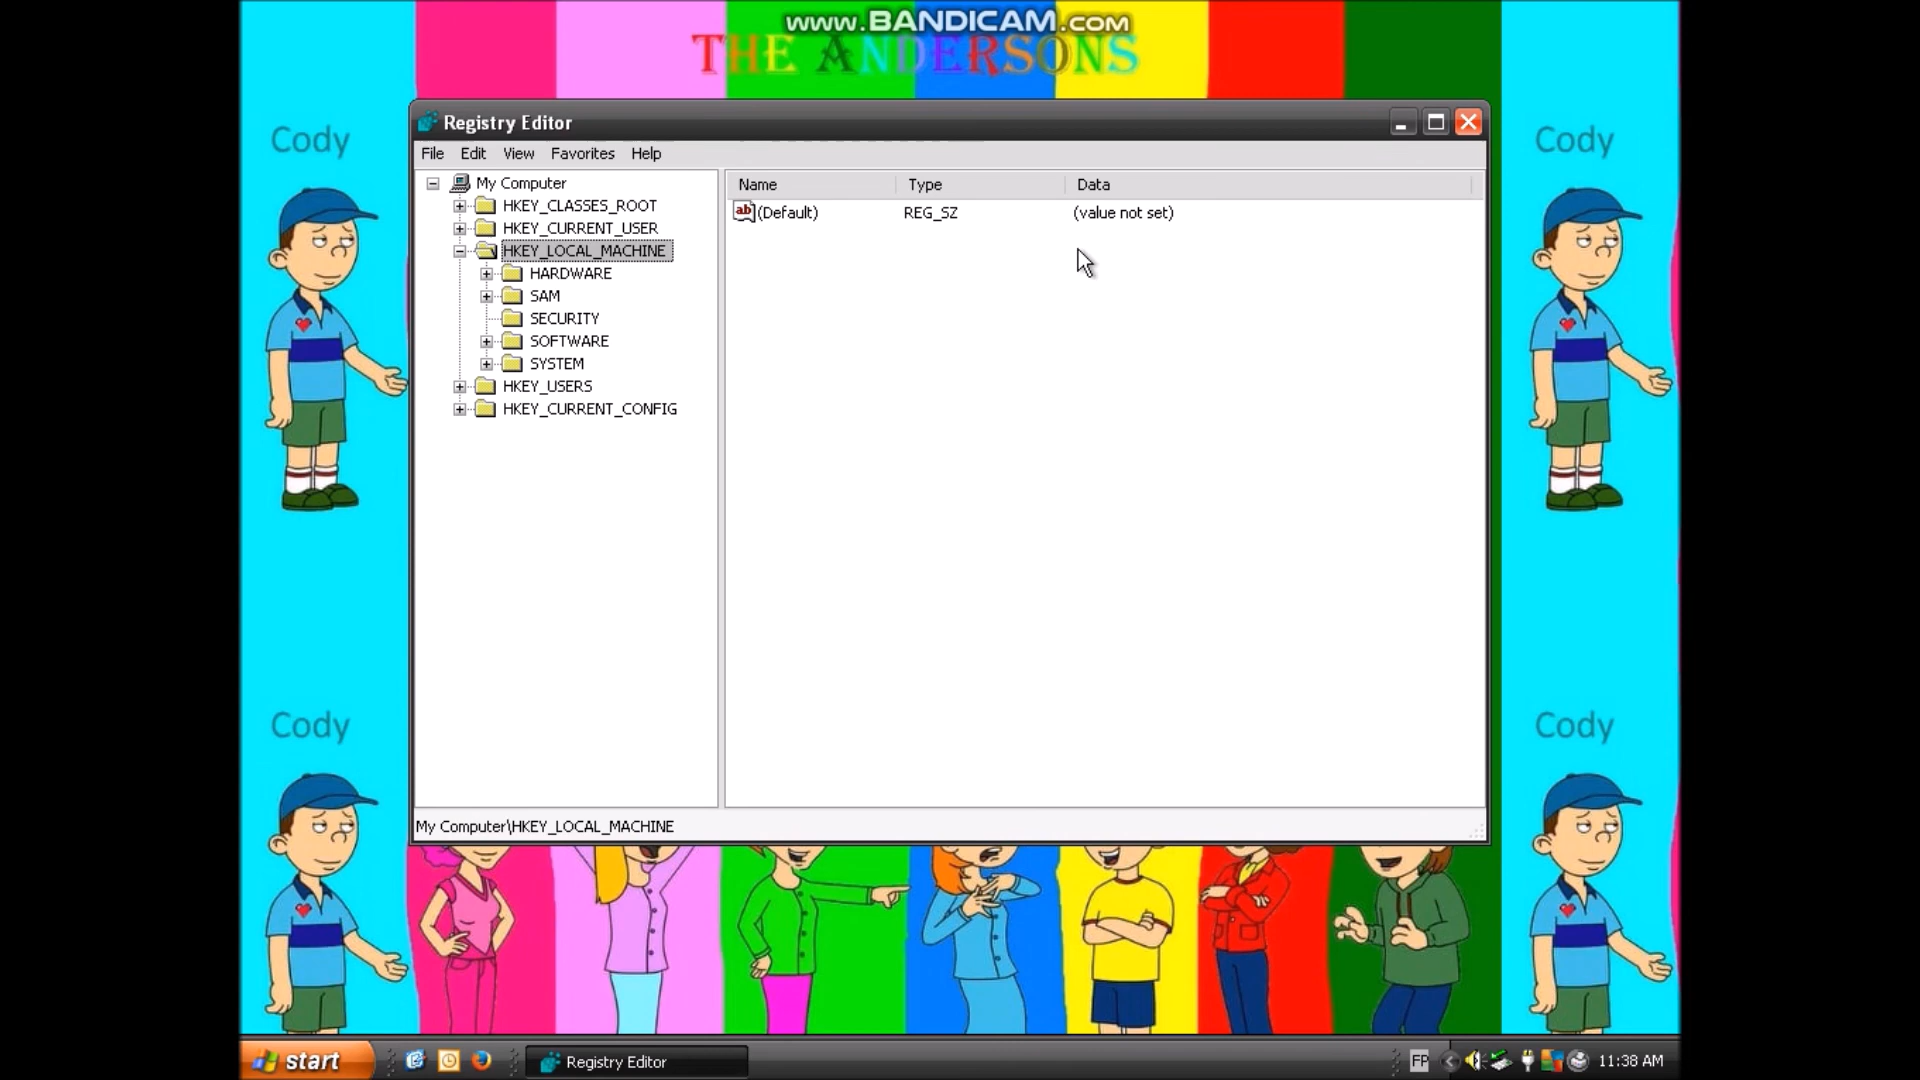 www.BANDICAM.com
THE ANDERSONS
Cody
Cody
Registry Editor
File Edit View Favorites Help
My Computer
HKEY_CLASSES_ROOT
HKEY_CURRENT_USER
HKEY_LOCAL_MACHINE
HARDWARE
SAM
SECURITY
SOFTWARE
SYSTEM
HKEY_USERS
HKEY_CURRENT_CONFIG
Name Type Data
ab (Default) REG_SZ (value not set)
My Computer\HKEY_LOCAL_MACHINE
Cody
Cody
start Registry Editor FP 11:38 AM